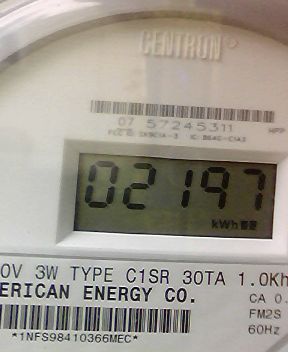 CENTRON®
07 57245311
02197
kWh
0V 3W TYPE C1SR 30TA 1.0Kh
ERICAN ENERGY CO.
CA 0.
FM2S
60Hz
*1NFS98410366MEC*